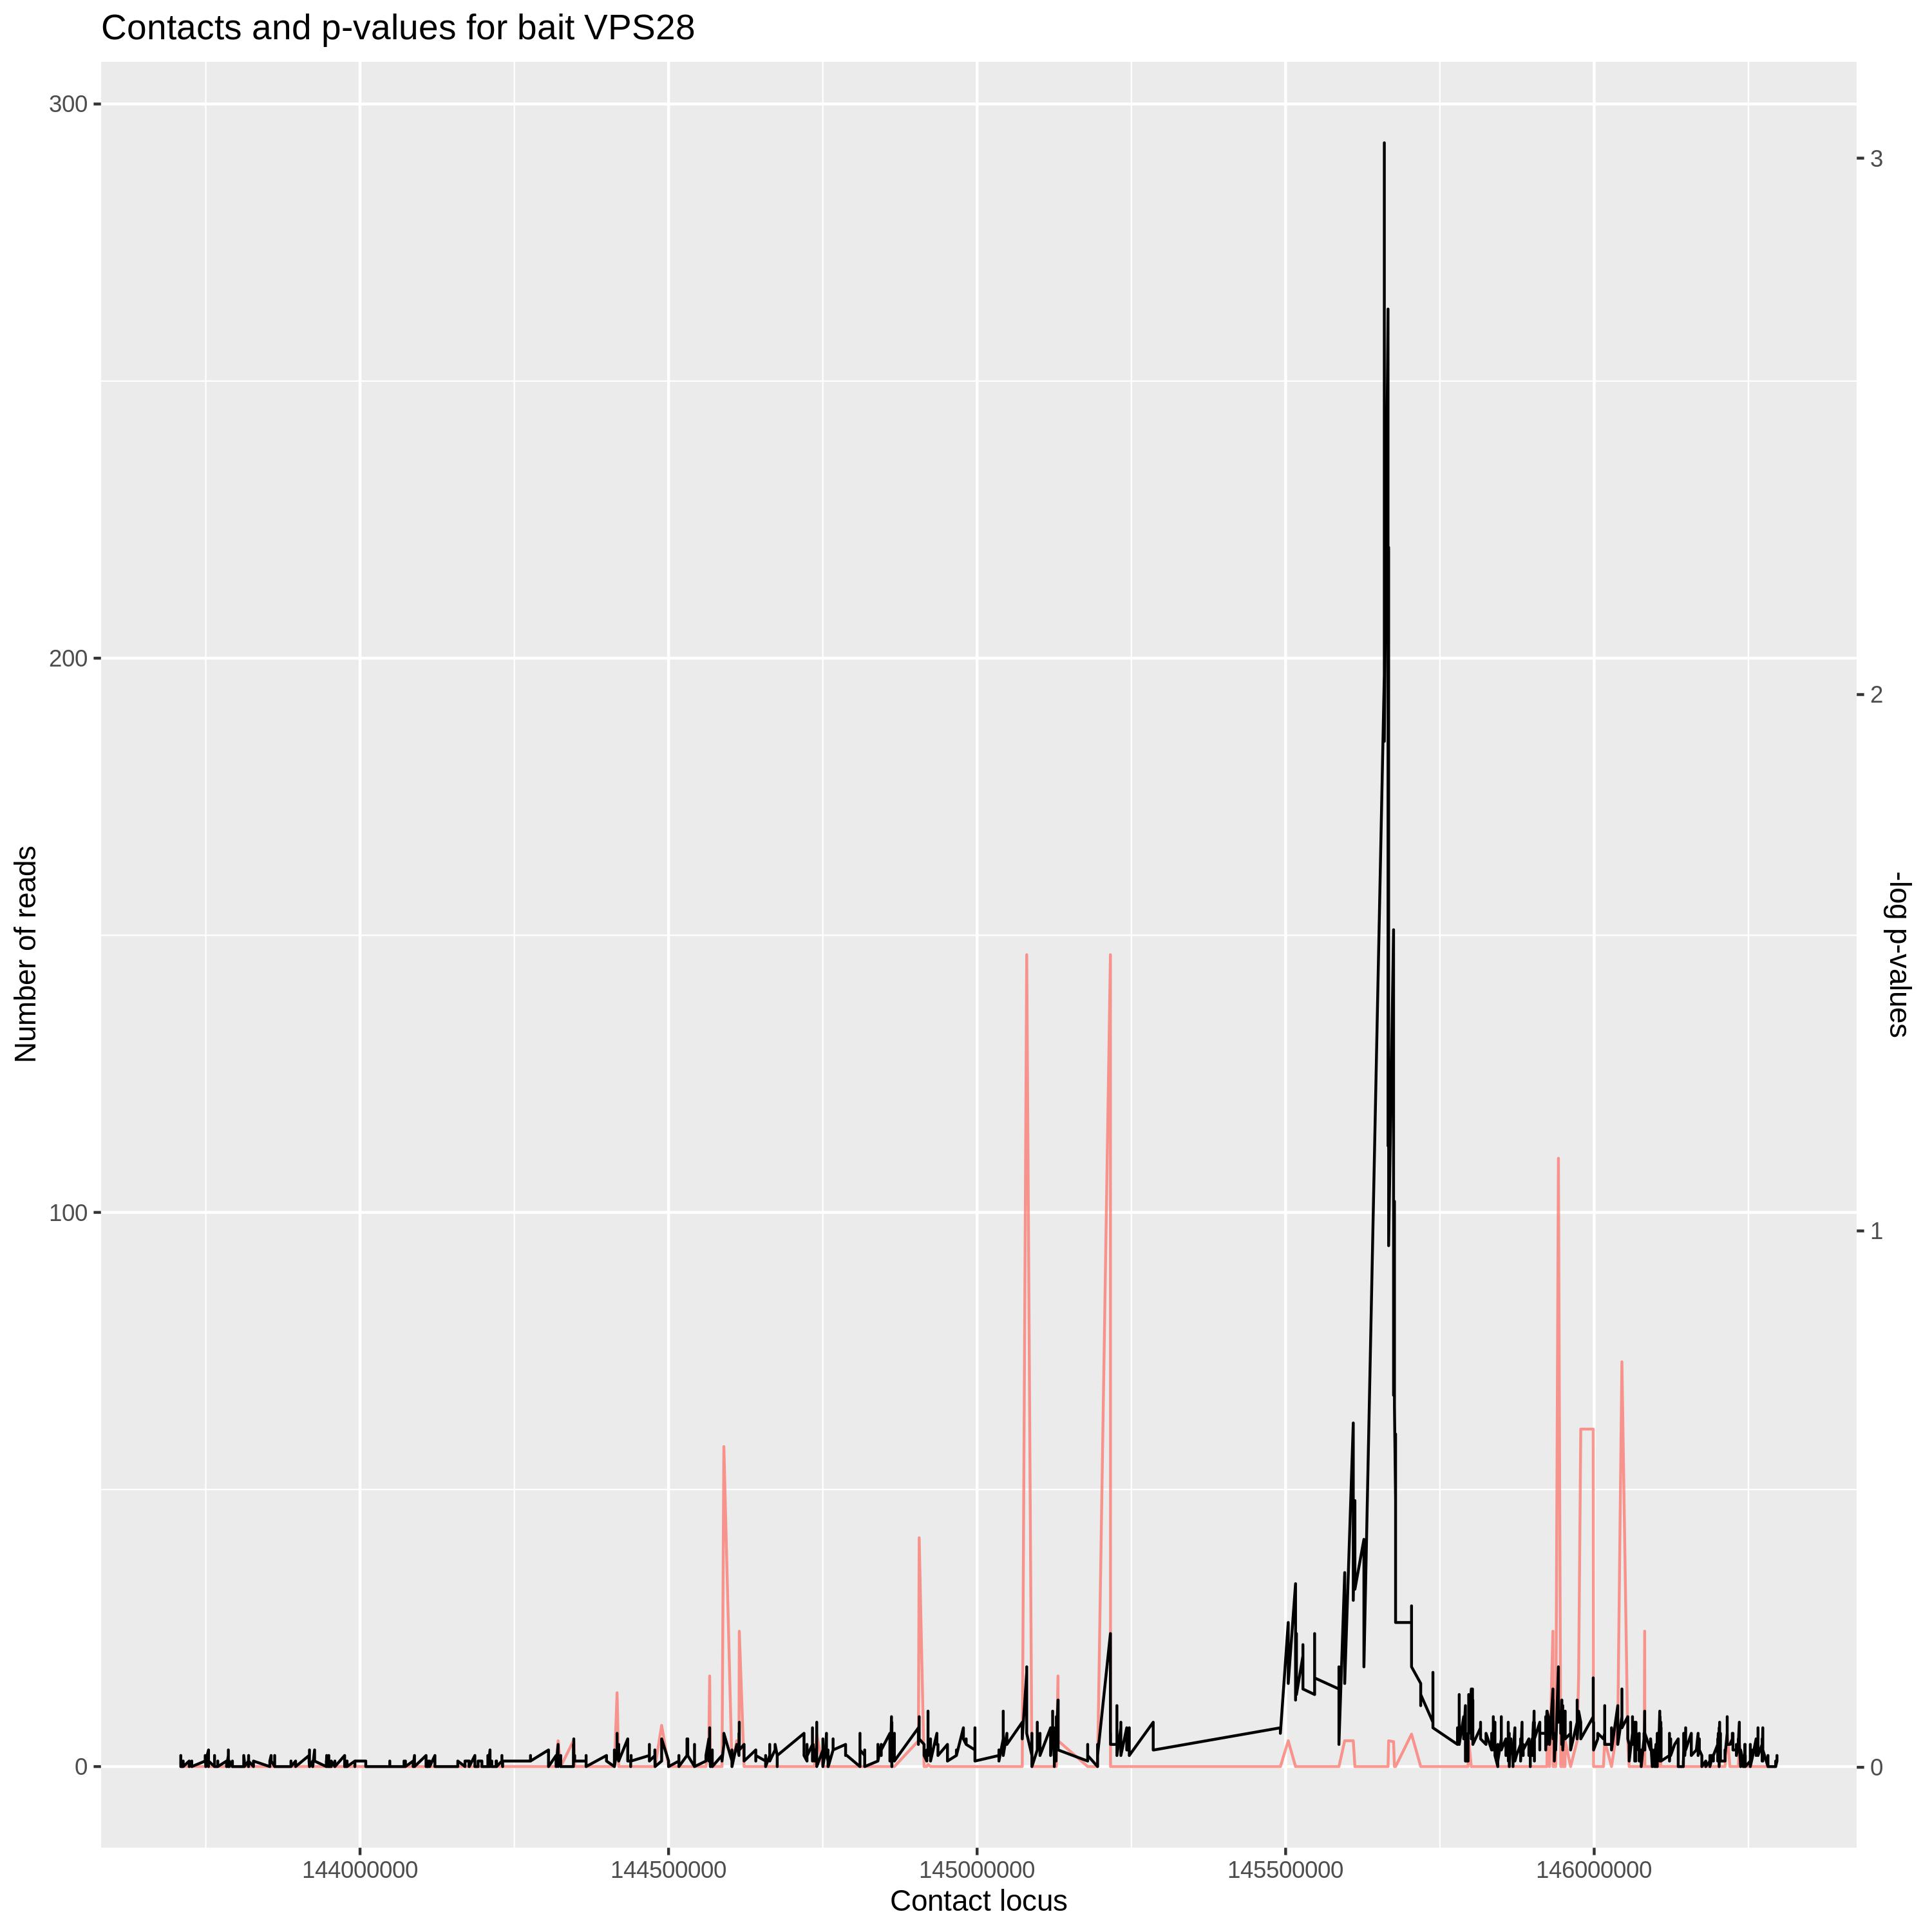 Contacts and p-values for bait VPS28
300
200
100
0
Number of reads
3
2
1
0
-log p-values
144000000 144500000 145000000 145500000 146000000
Contact locus